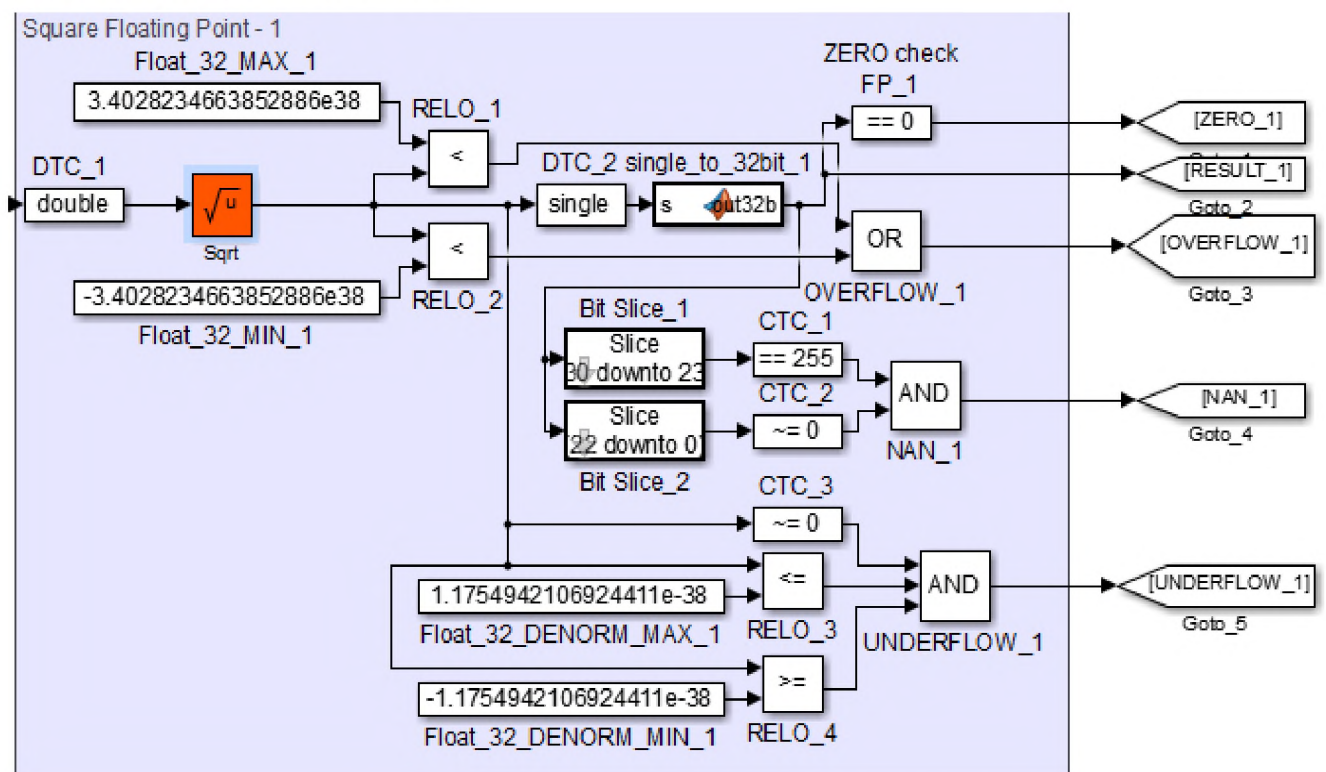 Square Floating Point - 1
Float_32_MAX_1
3.4028234663852886e38
RELO_1
<
ZERO check
FP_1
== 0
[ZERO_1]
DTC_1
double
√u
Sqrt
DTC_2
single
single_to_32bit_1
s
out32b
[RESULT_1]
Goto_2
<
RELO_2
-3.4028234663852886e38
Float_32_MIN_1
OR
OVERFLOW_1
[OVERFLOW_1]
Goto_3
Bit Slice_1
Slice
30 downto 23
CTC_1
== 255
Slice
22 downto 0
Bit Slice_2
CTC_2
~= 0
AND
NAN_1
[NAN_1]
Goto_4
CTC_3
~= 0
1.1754942106924411e-38
Float_32_DENORM_MAX_1
<=
RELO_3
AND
UNDERFLOW_1
[UNDERFLOW_1]
Goto_5
-1.1754942106924411e-38
Float_32_DENORM_MIN_1
>=
RELO_4